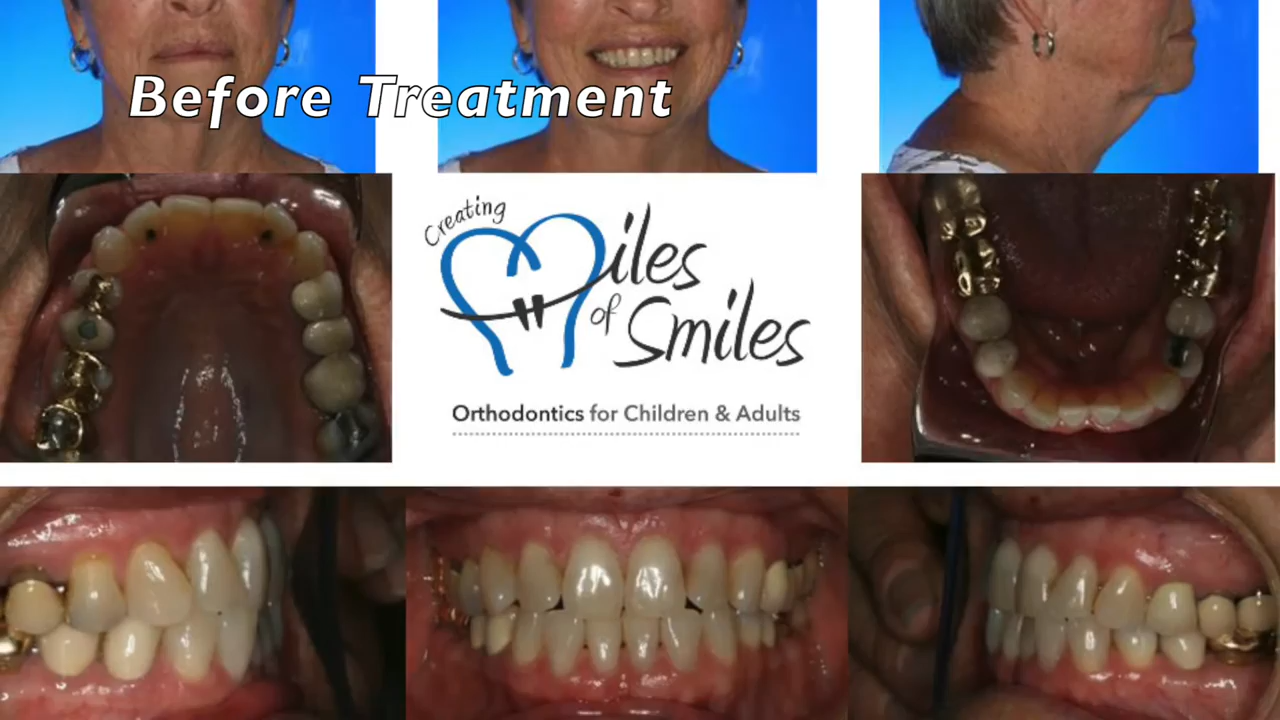 Before Treatment
Creating
Miles
of Smiles
Orthodontics for Children & Adults